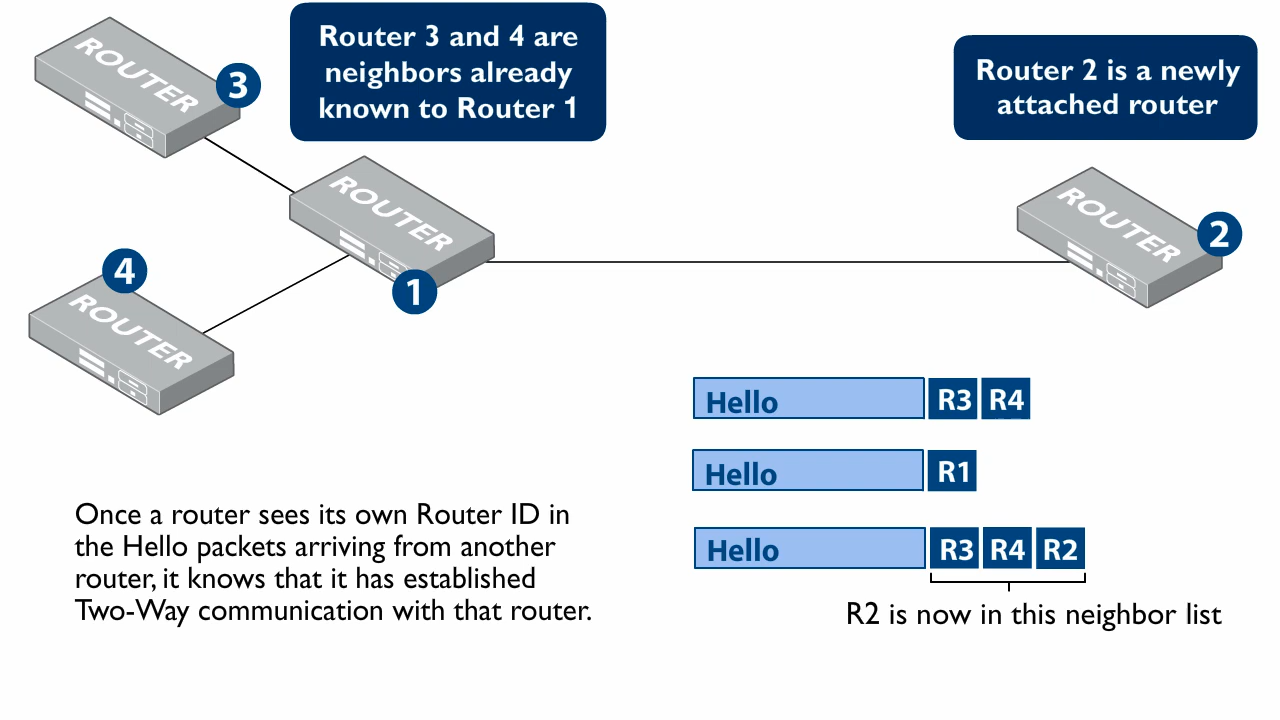 ROUTER
3
Router 3 and 4 are
neighbors already
known to Router 1
Router 2 is a newly
attached router
ROUTER
1
ROUTER
2
4
ROUTER
Hello R3 R4
Hello R1
Hello R3 R4 R2
R2 is now in this neighbor list
Once a router sees its own Router ID in
the Hello packets arriving from another
router, it knows that it has established
Two-Way communication with that router.